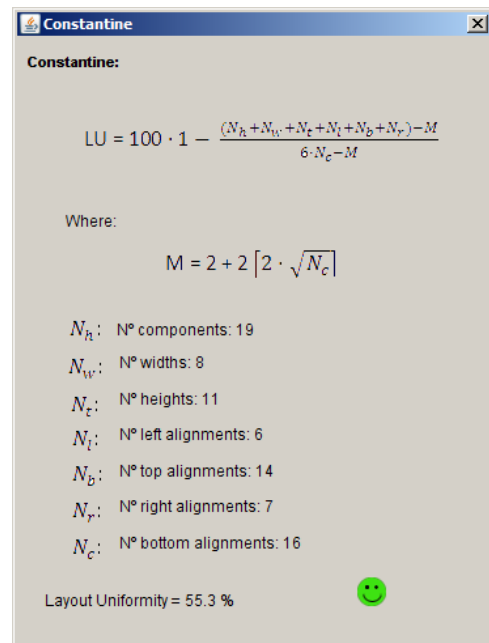 Constantine
Constantine:
LU = 100 · 1 − (N_h+N_w+N_t+N_l+N_b+N_r)−M / 6·N_c−M
Where:
M = 2 + 2 ⌈2 · √N_c⌉
N_h: Nº components: 19
N_w: Nº widths: 8
N_t: Nº heights: 11
N_l: Nº left alignments: 6
N_b: Nº top alignments: 14
N_r: Nº right alignments: 7
N_c: Nº bottom alignments: 16
Layout Uniformity = 55.3 %